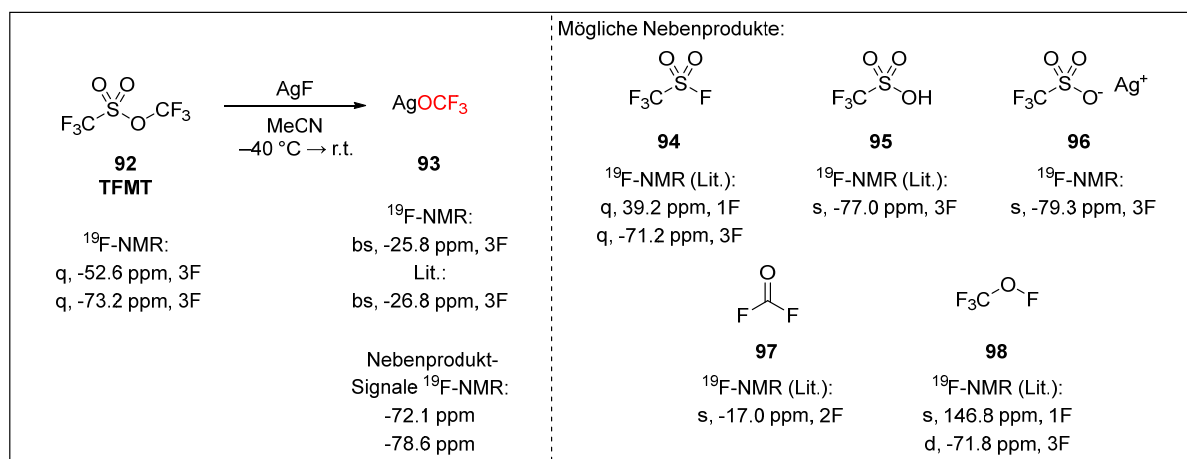 Mögliche Nebenprodukte:
F3C S O O O CF3
92
TFMT
19F-NMR:
q, -52.6 ppm, 3F
q, -73.2 ppm, 3F
AgF
MeCN
–40 °C → r.t.
AgOCF3
93
19F-NMR:
bs, -25.8 ppm, 3F
Lit.:
bs, -26.8 ppm, 3F
Nebenprodukt-
Signale 19F-NMR:
-72.1 ppm
-78.6 ppm
O O
F3C S F
94
19F-NMR (Lit.):
q, 39.2 ppm, 1F
q, -71.2 ppm, 3F
O O
F3C S OH
95
19F-NMR (Lit.):
s, -77.0 ppm, 3F
O O
F3C S O- Ag+
96
19F-NMR:
s, -79.3 ppm, 3F
O
F F
97
19F-NMR (Lit.):
s, -17.0 ppm, 2F
F3C O F
98
19F-NMR (Lit.):
s, 146.8 ppm, 1F
d, -71.8 ppm, 3F